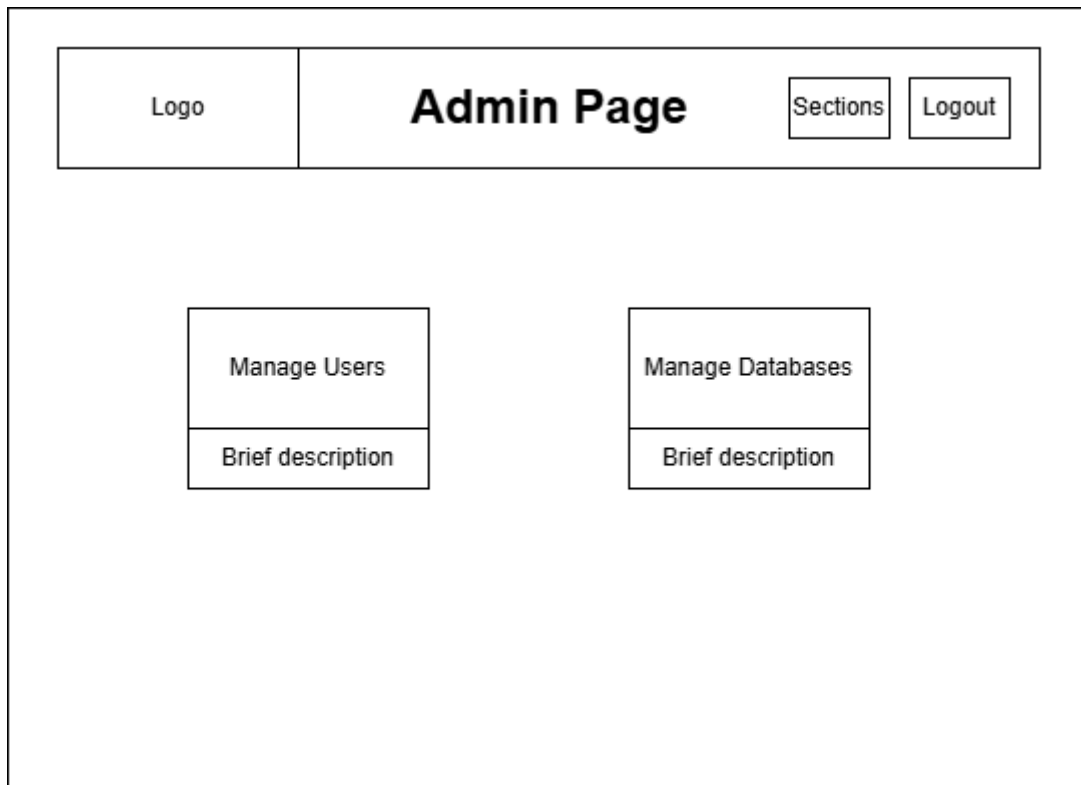 Logo
Admin Page
Sections
Logout
Manage Users
Brief description
Manage Databases
Brief description